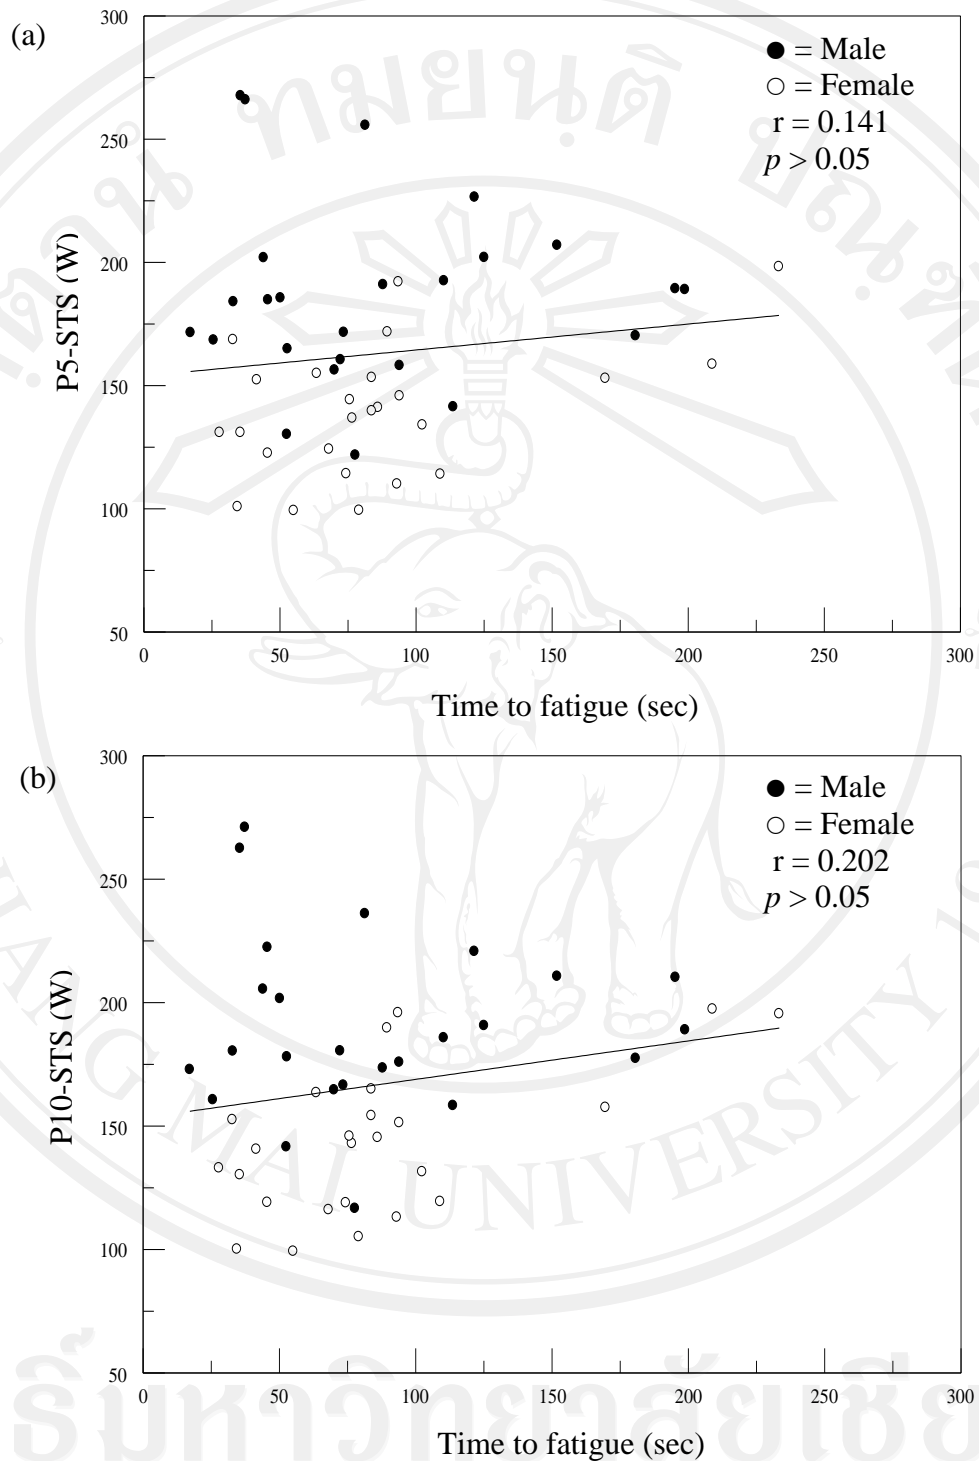 (a)
300
250
200
150
100
50
P5-STS (W)
● = Male
○ = Female
r = 0.141
p > 0.05
0 50 100 150 200 250 300
Time to fatigue (sec)
(b)
300
250
200
150
100
50
P10-STS (W)
● = Male
○ = Female
r = 0.202
p > 0.05
0 50 100 150 200 250 300
Time to fatigue (sec)
MAI UNIVERSITY